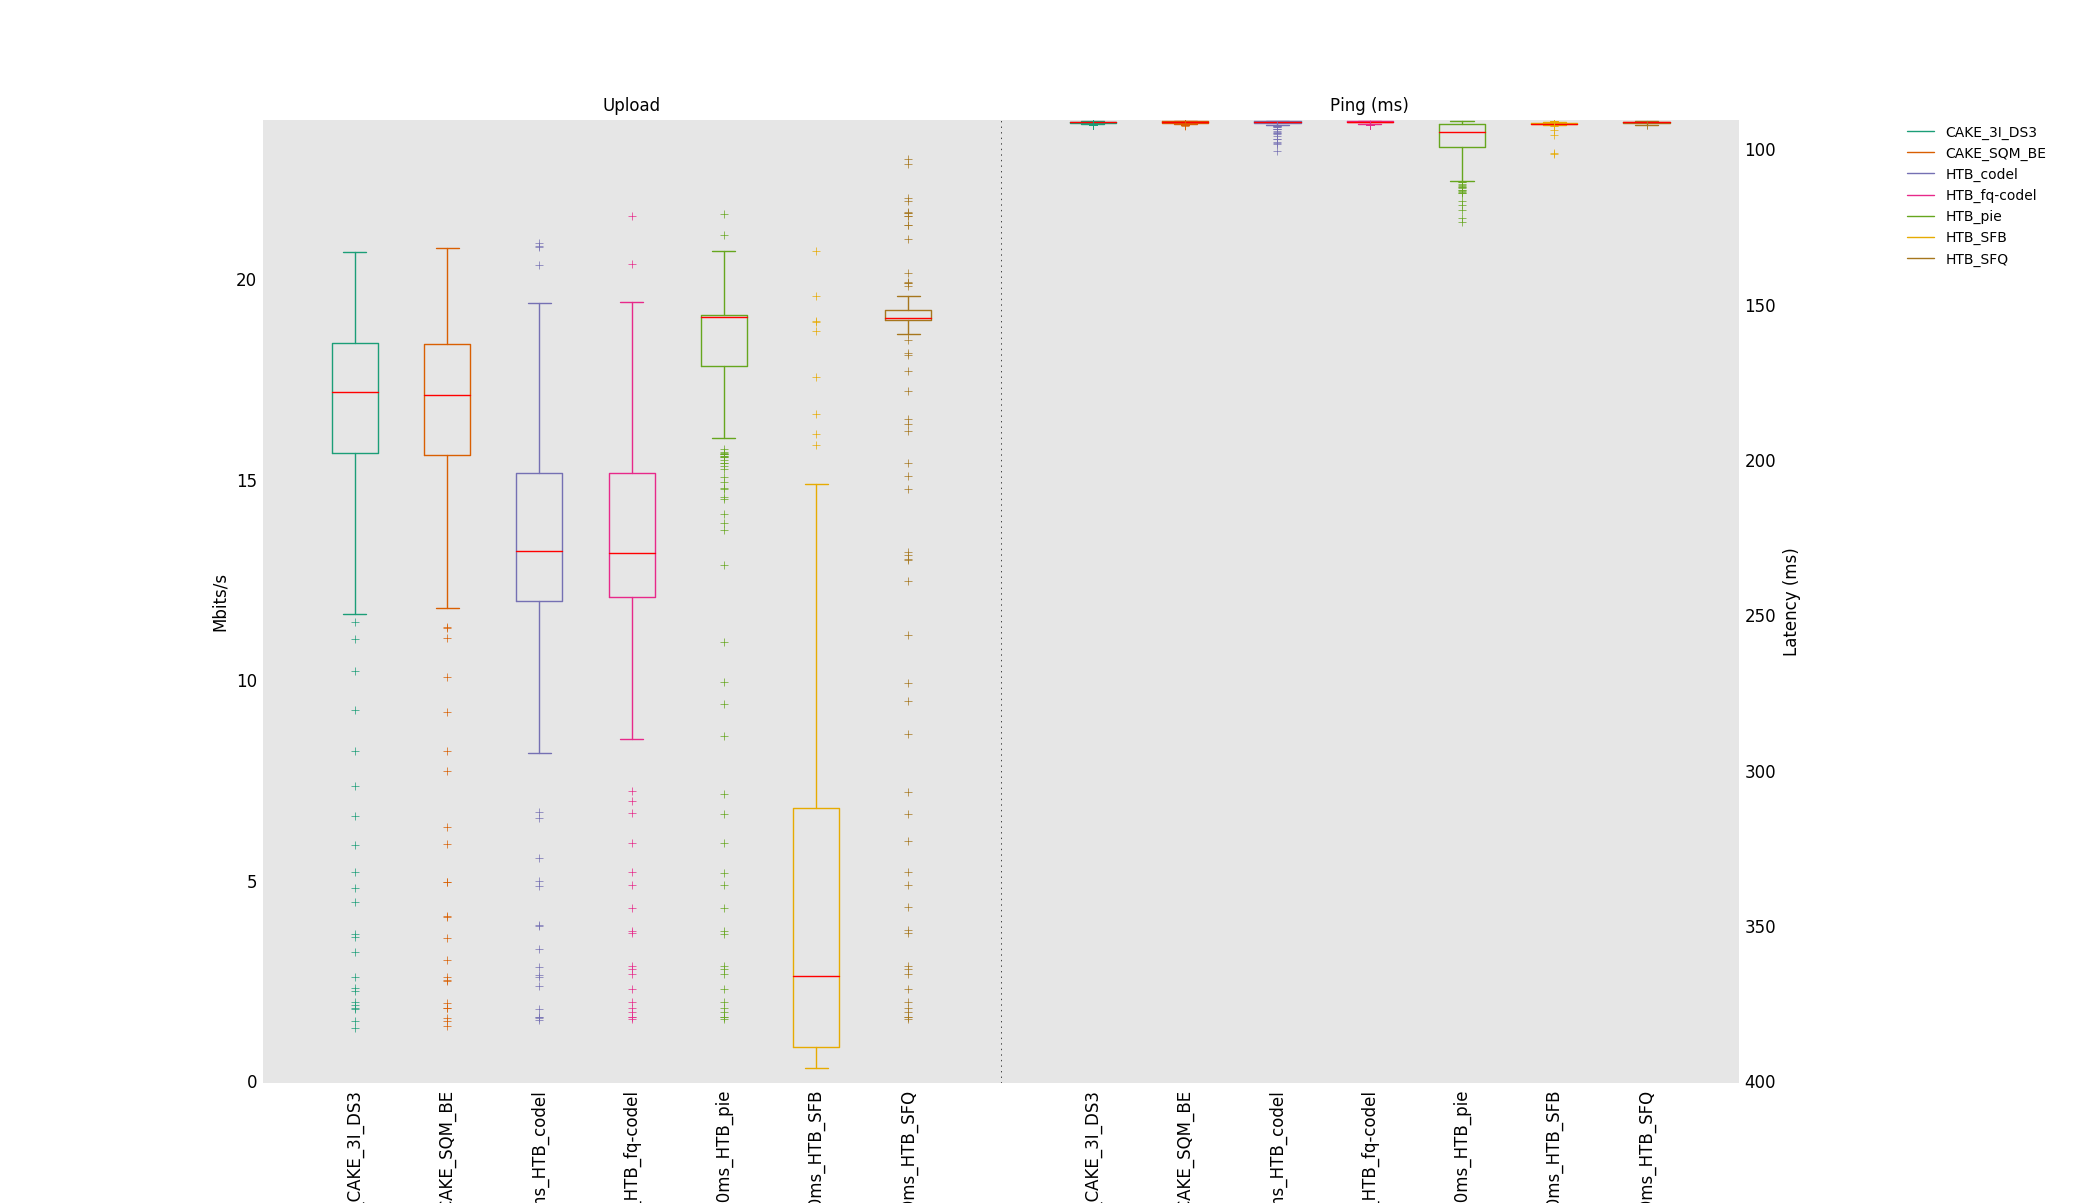 Upload
Ping (ms)
CAKE_3I_DS3
CAKE_SQM_BE
HTB_codel
HTB_fq-codel
HTB_pie
HTB_SFB
HTB_SFQ
20
15
10
5
0
Mbits/s
100
150
200
250
300
350
400
Latency (ms)
CAKE_3I_DS3
CAKE_SQM_BE
ms_HTB_codel
HTB_fq-codel
0ms_HTB_pie
0ms_HTB_SFB
0ms_HTB_SFQ
CAKE_3I_DS3
CAKE_SQM_BE
ms_HTB_codel
HTB_fq-codel
0ms_HTB_pie
0ms_HTB_SFB
0ms_HTB_SFQ